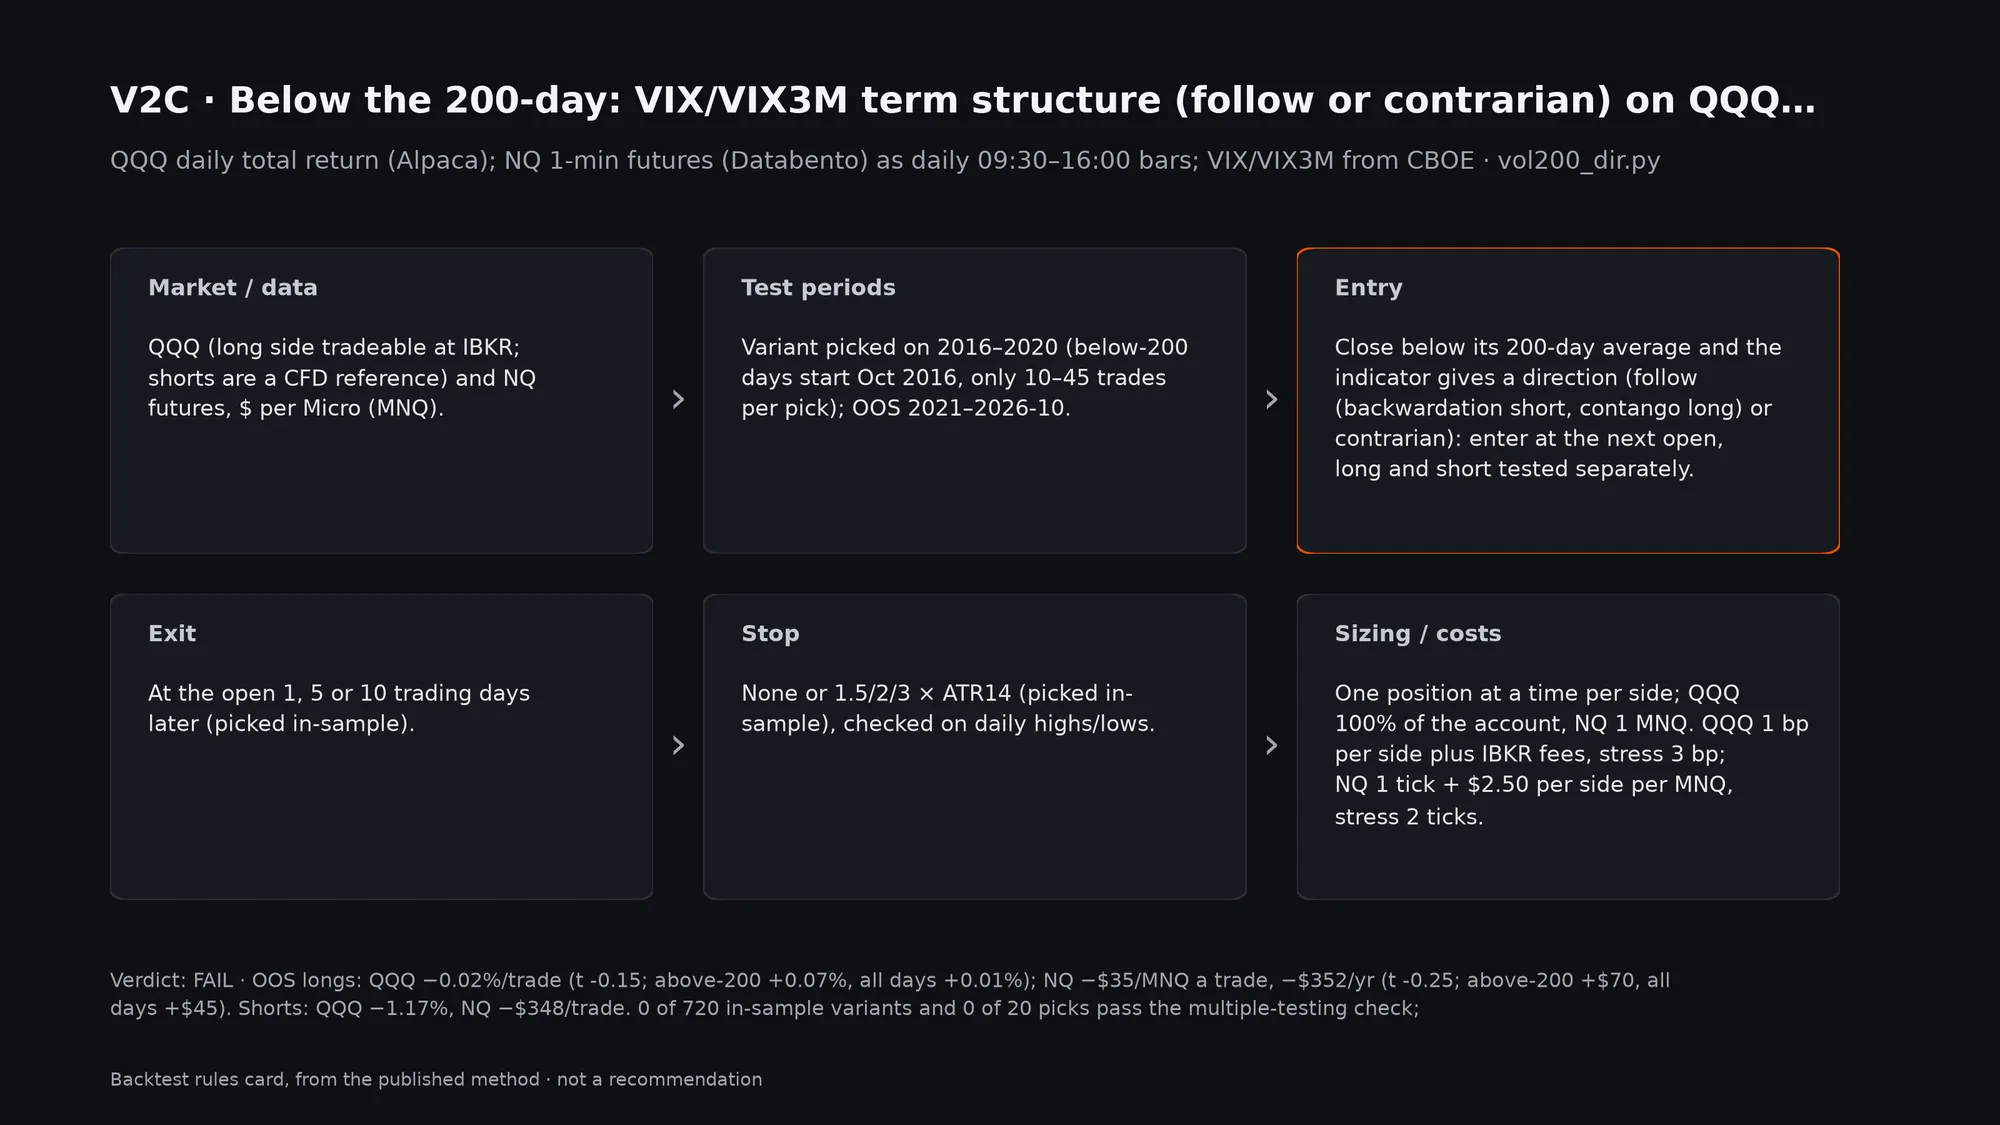 V2C · Below the 200-day: VIX/VIX3M term structure (follow or contrarian) on QQQ…
QQQ daily total return (Alpaca); NQ 1-min futures (Databento) as daily 09:30–16:00 bars; VIX/VIX3M from CBOE · vol200_dir.py
Market / data
QQQ (long side tradeable at IBKR;
shorts are a CFD reference) and NQ
futures, $ per Micro (MNQ).
›
Test periods
Variant picked on 2016–2020 (below-200
days start Oct 2016, only 10–45 trades
per pick); OOS 2021–2026-10.
›
Entry
Close below its 200-day average and the
indicator gives a direction (follow
(backwardation short, contango long) or
contrarian): enter at the next open,
long and short tested separately.
Exit
At the open 1, 5 or 10 trading days
later (picked in-sample).
›
Stop
None or 1.5/2/3 × ATR14 (picked in-
sample), checked on daily highs/lows.
›
Sizing / costs
One position at a time per side; QQQ
100% of the account, NQ 1 MNQ. QQQ 1 bp
per side plus IBKR fees, stress 3 bp;
NQ 1 tick + $2.50 per side per MNQ,
stress 2 ticks.
Verdict: FAIL · OOS longs: QQQ −0.02%/trade (t -0.15; above-200 +0.07%, all days +0.01%); NQ −$35/MNQ a trade, −$352/yr (t -0.25; above-200 +$70, all
days +$45). Shorts: QQQ −1.17%, NQ −$348/trade. 0 of 720 in-sample variants and 0 of 20 picks pass the multiple-testing check;
Backtest rules card, from the published method · not a recommendation